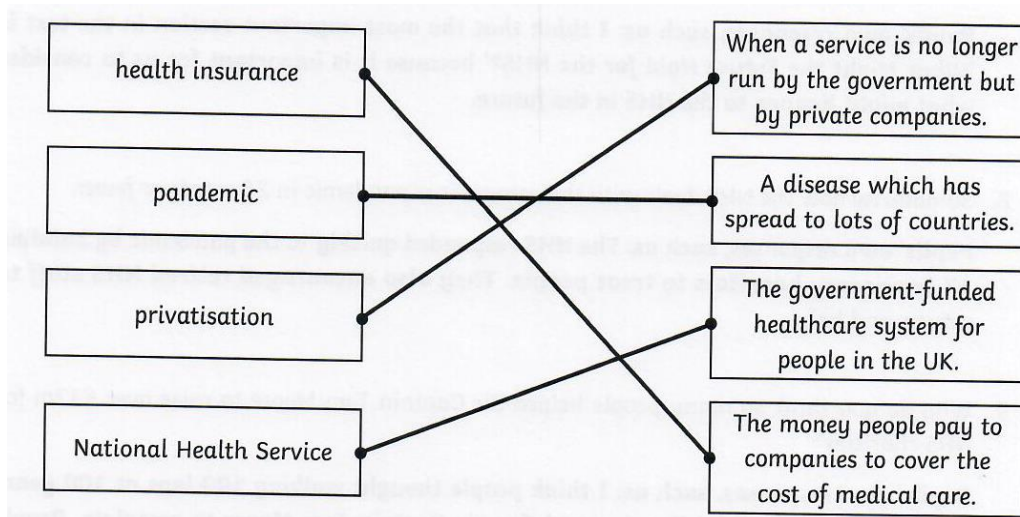 health insurance
When a service is no longer
run by the government but
by private companies.
pandemic
A disease which has
spread to lots of countries.
privatisation
The government-funded
healthcare system for
people in the UK.
National Health Service
The money people pay to
companies to cover the
cost of medical care.